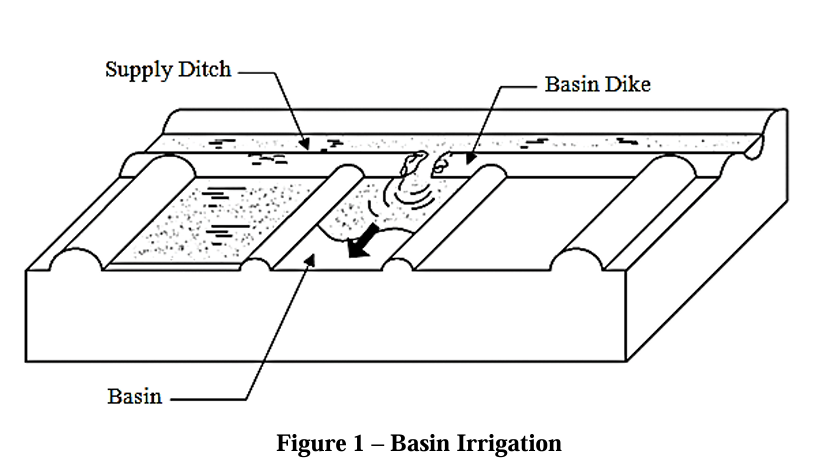 Supply Ditch
Basin Dike
Basin
Figure 1 – Basin Irrigation